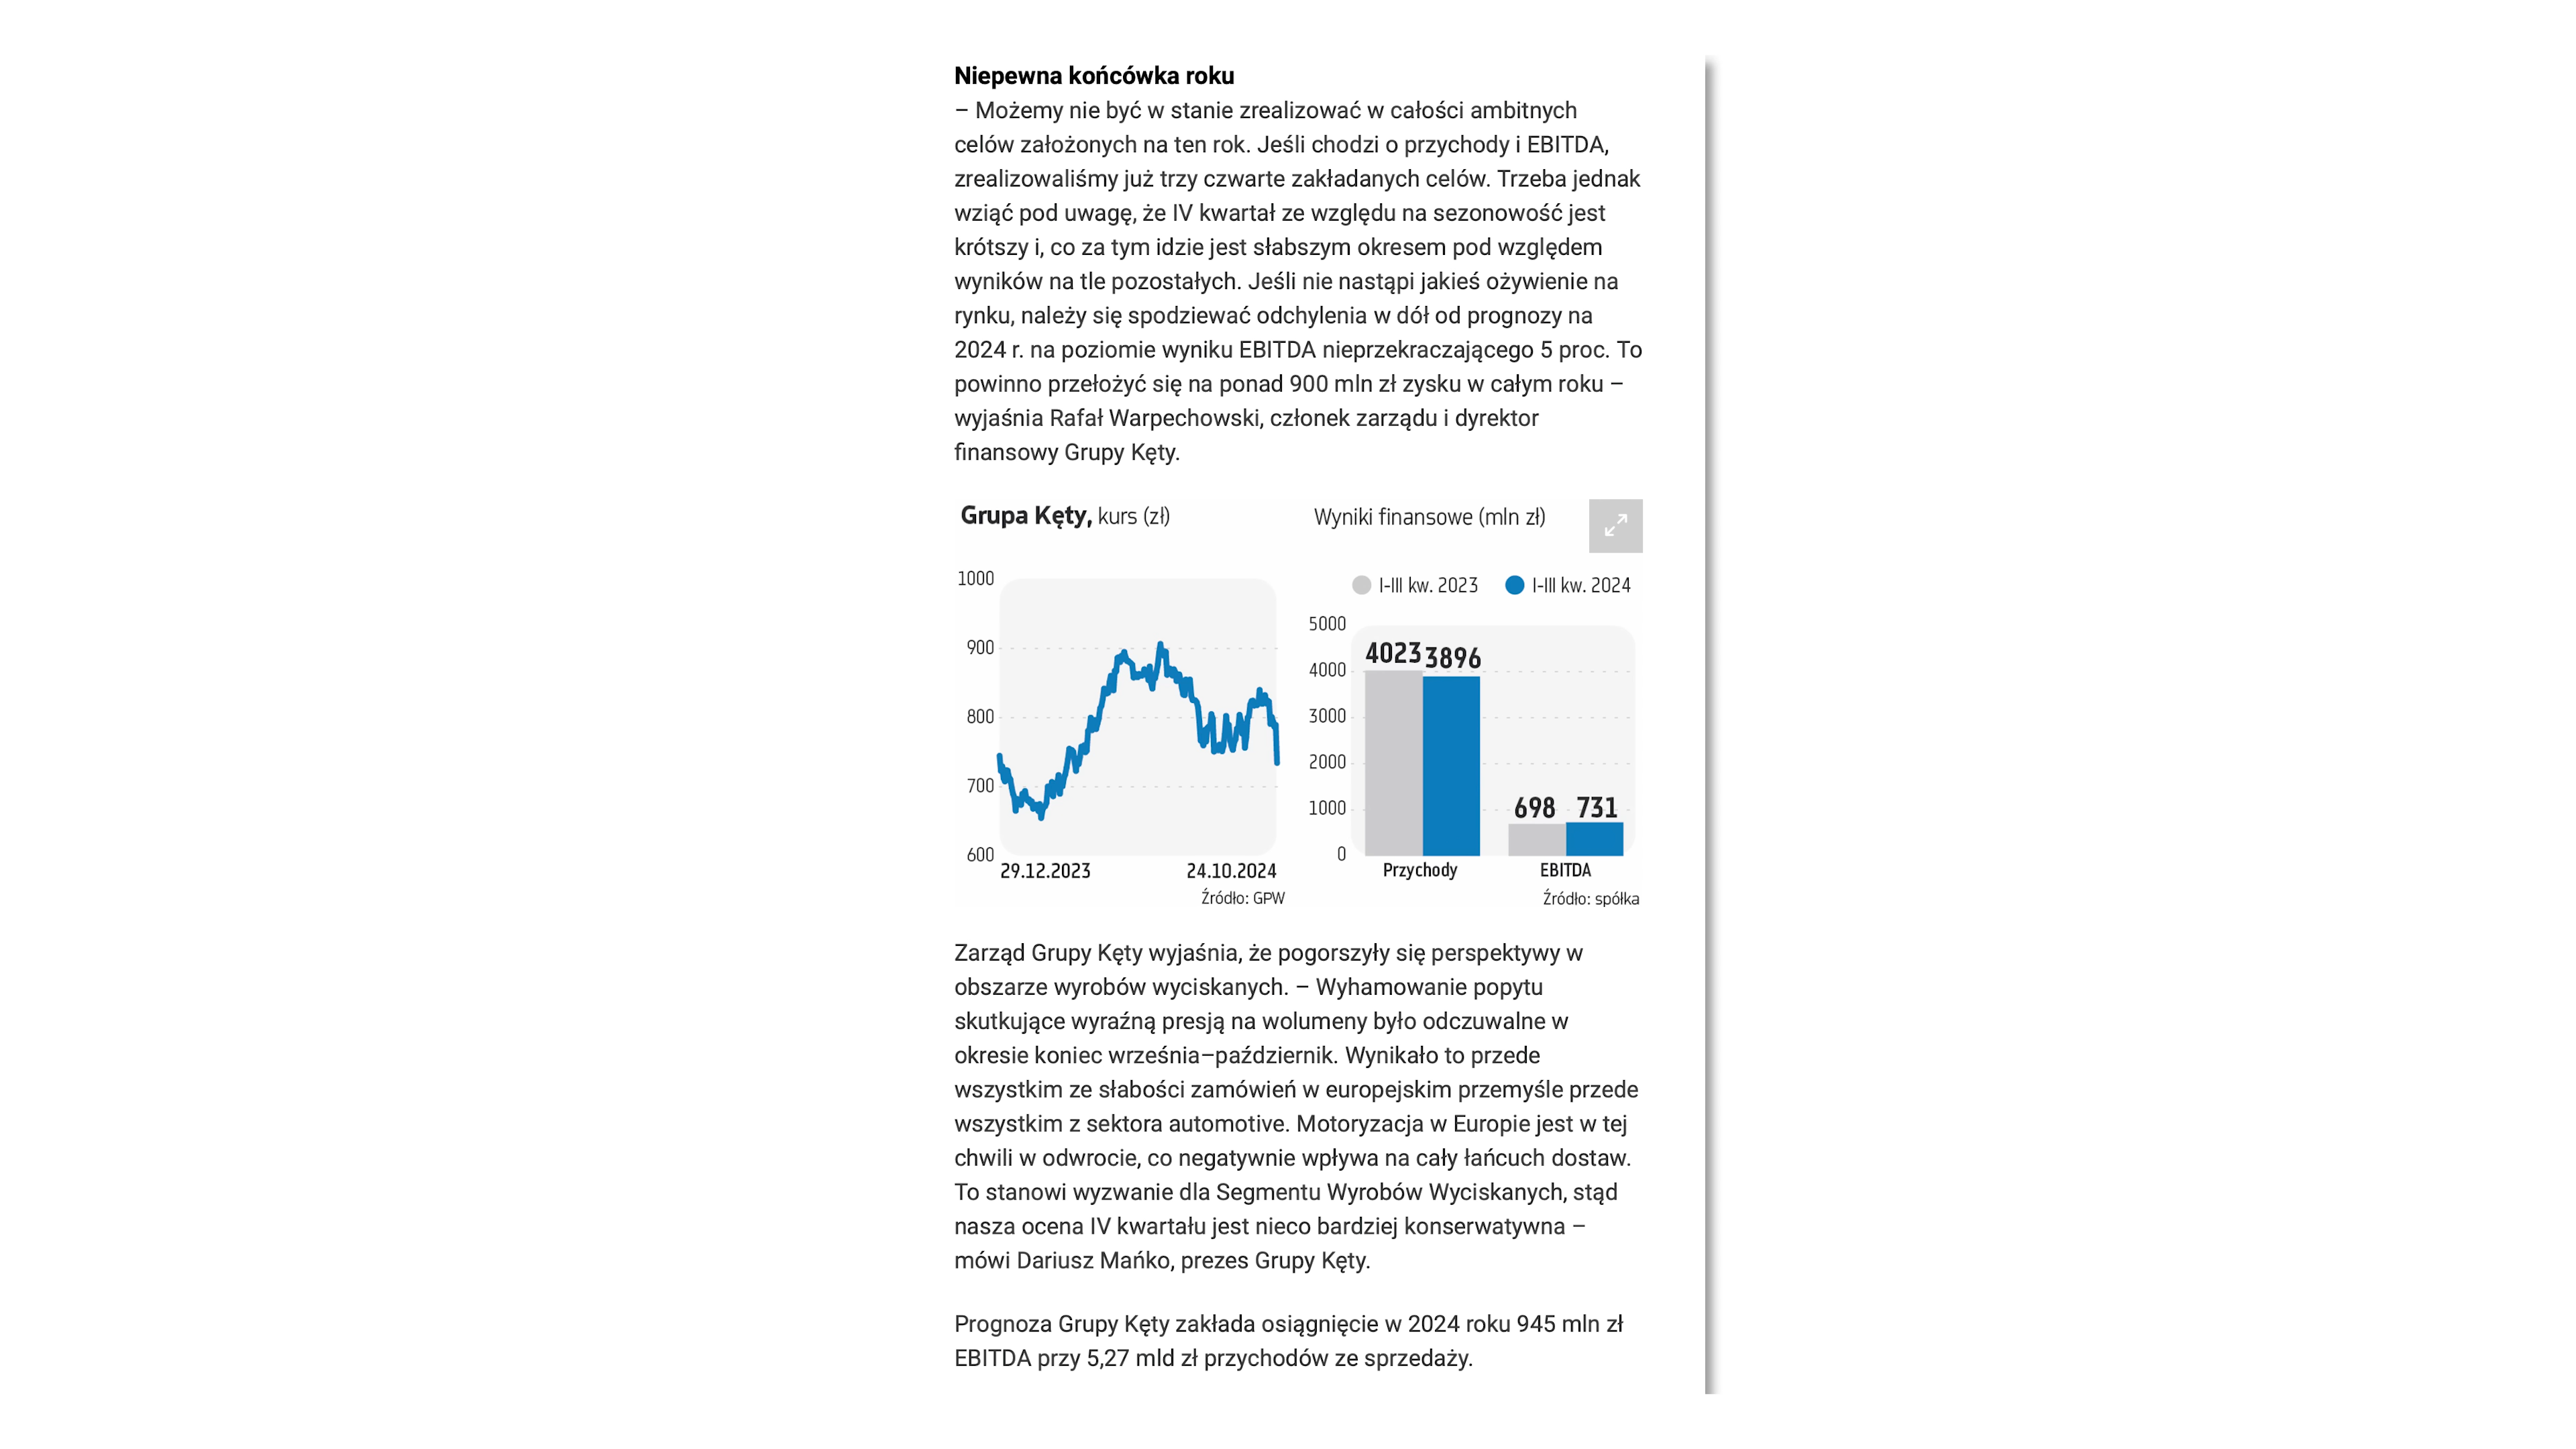 Niepewna końcówka roku
– Możemy nie być w stanie zrealizować w całości ambitnych
celów założonych na ten rok. Jeśli chodzi o przychody i EBITDA,
zrealizowaliśmy już trzy czwarte zakładanych celów. Trzeba jednak
wziąć pod uwagę, że IV kwartał ze względu na sezonowość jest
krótszy i, co za tym idzie jest słabszym okresem pod względem
wyników na tle pozostałych. Jeśli nie nastąpi jakieś ożywienie na
rynku, należy się spodziewać odchylenia w dół od prognozy na
2024 r. na poziomie wyniku EBITDA nieprzekraczającego 5 proc. To
powinno przełożyć się na ponad 900 mln zł zysku w całym roku –
wyjaśnia Rafał Warpechowski, członek zarządu i dyrektor
finansowy Grupy Kęty.
Grupa Kęty, kurs (zł)
1000
900
800
700
600
29.12.2023 24.10.2024
Źródło: GPW
Wyniki finansowe (mln zł)
I-III kw. 2023 I-III kw. 2024
5000
4000
3000
2000
1000
0
4023 3896
698 731
Przychody EBITDA
Źródło: spółka
Zarząd Grupy Kęty wyjaśnia, że pogorszyły się perspektywy w
obszarze wyrobów wyciskanych. – Wyhamowanie popytu
skutkujące wyraźną presją na wolumeny było odczuwalne w
okresie koniec września–październik. Wynikało to przede
wszystkim ze słabości zamówień w europejskim przemyśle przede
wszystkim z sektora automotive. Motoryzacja w Europie jest w tej
chwili w odwrocie, co negatywnie wpływa na cały łańcuch dostaw.
To stanowi wyzwanie dla Segmentu Wyrobów Wyciskanych, stąd
nasza ocena IV kwartału jest nieco bardziej konserwatywna –
mówi Dariusz Mańko, prezes Grupy Kęty.
Prognoza Grupy Kęty zakłada osiągnięcie w 2024 roku 945 mln zł
EBITDA przy 5,27 mld zł przychodów ze sprzedaży.